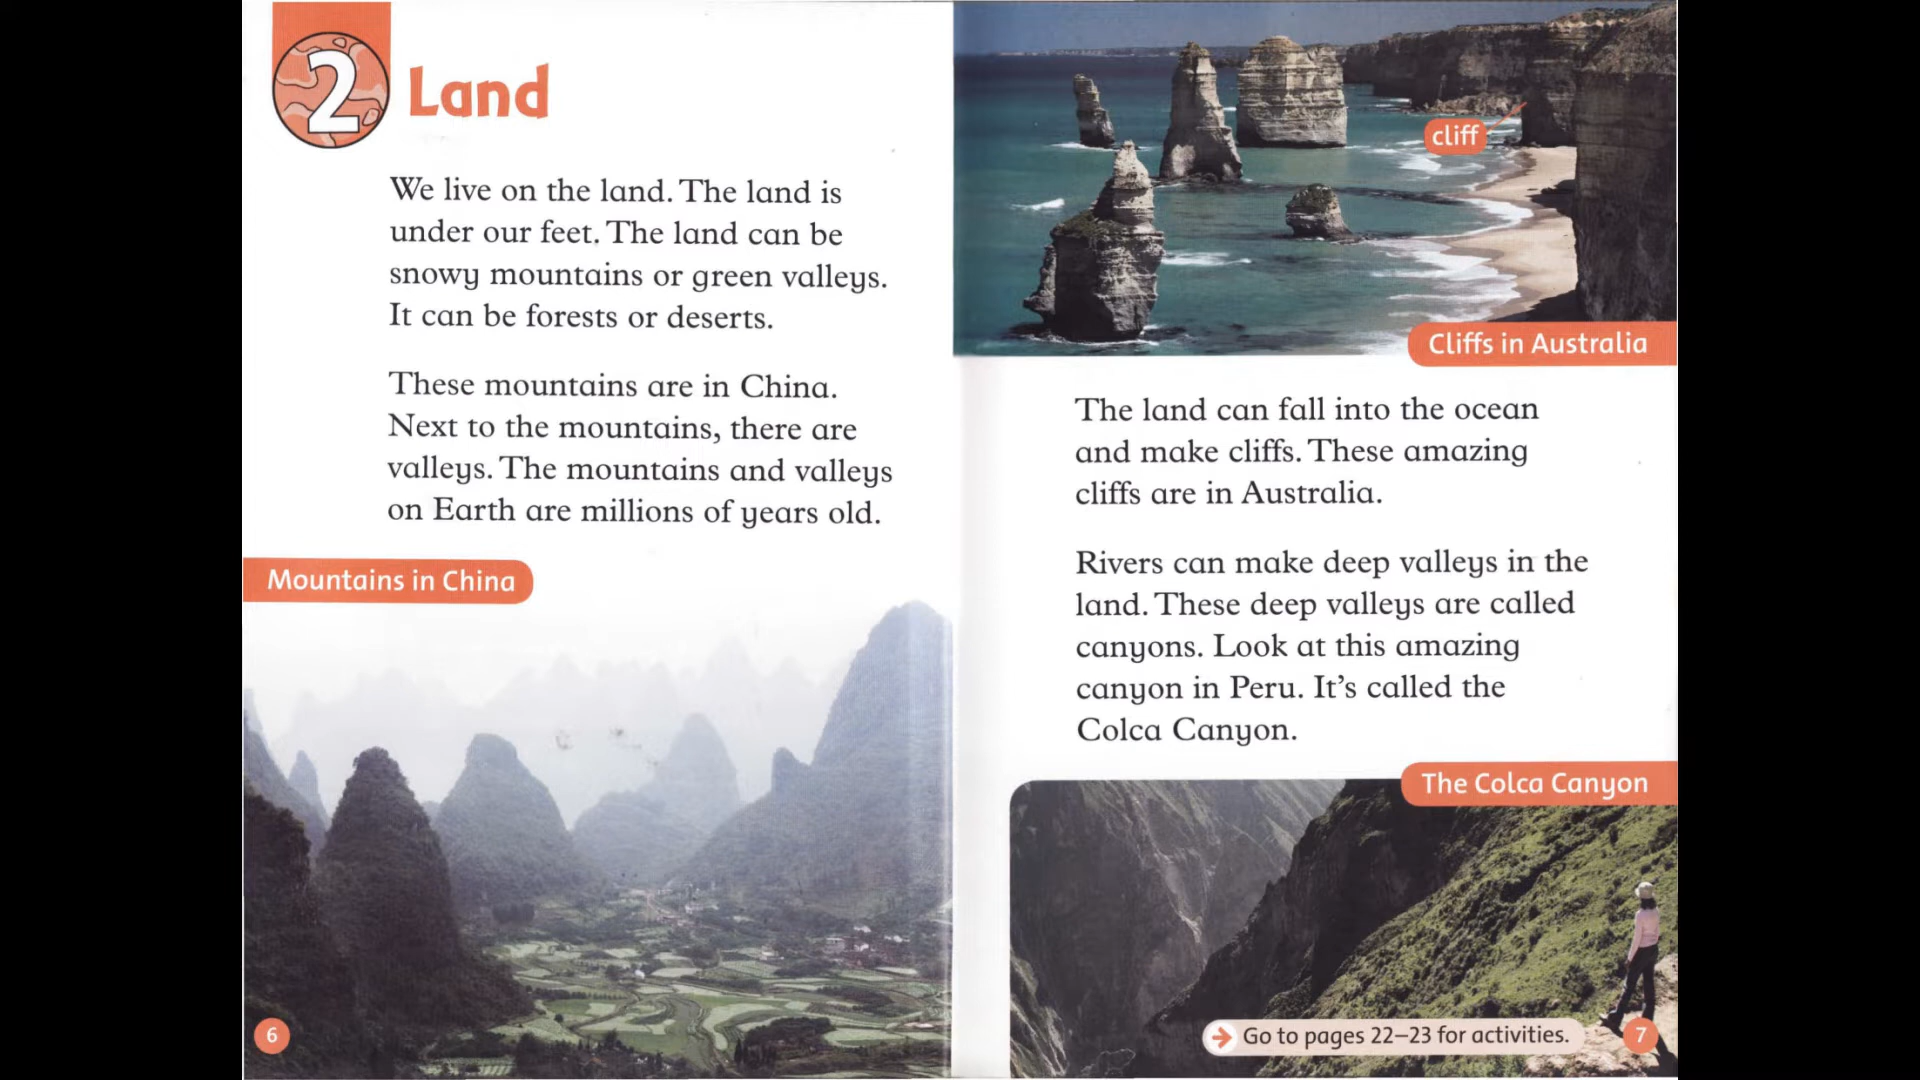 2
Land
We live on the land. The land is
under our feet. The land can be
snowy mountains or green valleys.
It can be forests or deserts.
These mountains are in China.
Next to the mountains, there are
valleys. The mountains and valleys
on Earth are millions of years old.
Mountains in China
6
cliff
Cliffs in Australia
The land can fall into the ocean
and make cliffs. These amazing
cliffs are in Australia.
Rivers can make deep valleys in the
land. These deep valleys are called
canyons. Look at this amazing
canyon in Peru. It's called the
Colca Canyon.
The Colca Canyon
Go to pages 22–23 for activities.
7